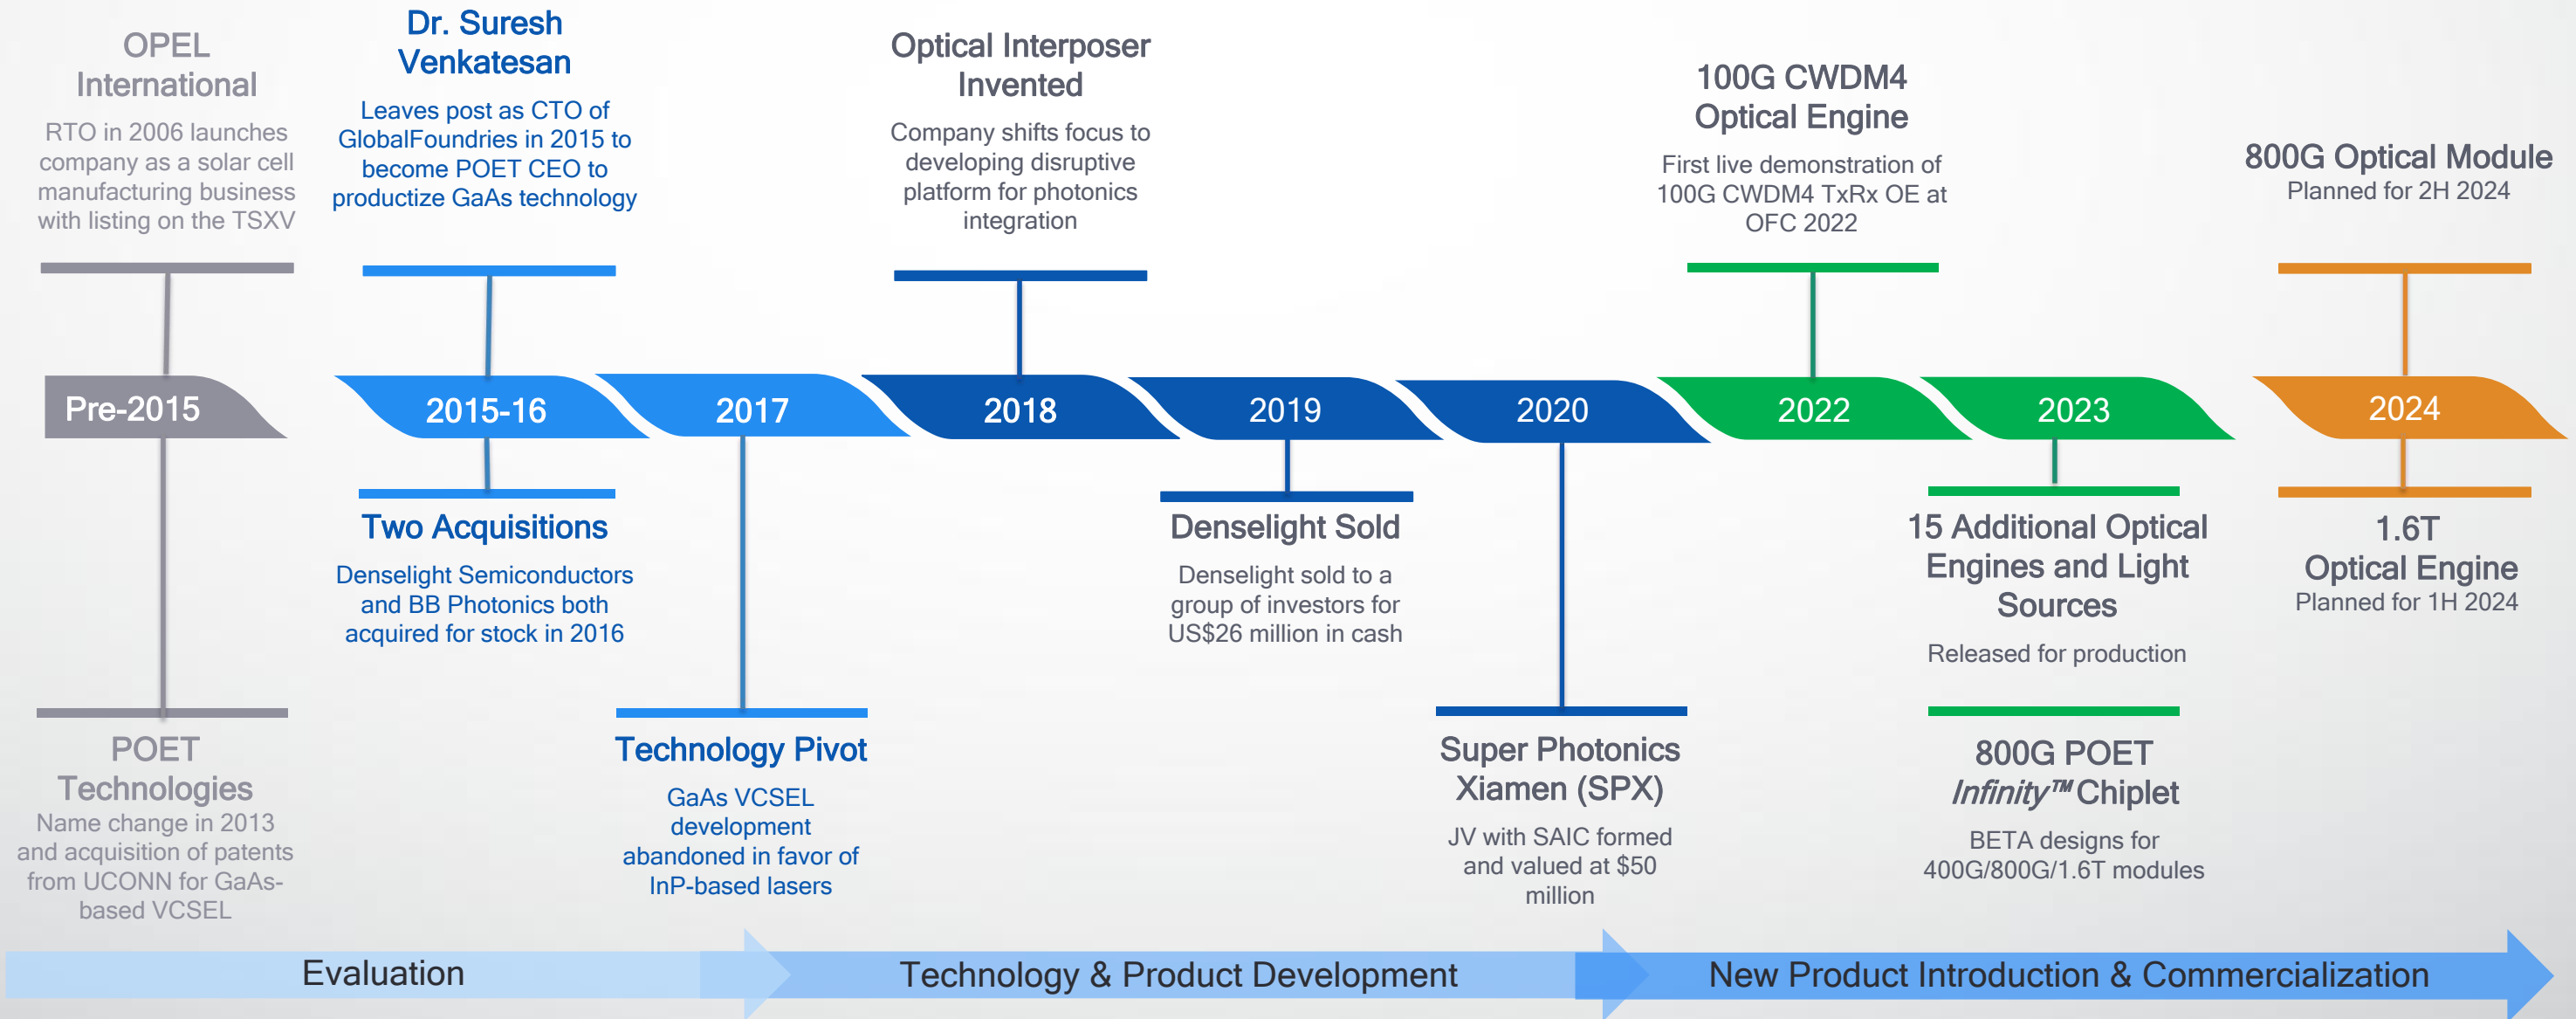 OPEL
International
RTO in 2006 launches
company as a solar cell
manufacturing business
with listing on the TSXV
Dr. Suresh
Venkatesan
Leaves post as CTO of
GlobalFoundries in 2015 to
become POET CEO to
productize GaAs technology
Optical Interposer
Invented
Company shifts focus to
developing disruptive
platform for photonics
integration
100G CWDM4
Optical Engine
First live demonstration of
100G CWDM4 TxRx OE at
OFC 2022
800G Optical Module
Planned for 2H 2024
Pre-2015
2015-16
2017
2018
2019
2020
2022
2023
2024
Two Acquisitions
Denselight Semiconductors
and BB Photonics both
acquired for stock in 2016
Denselight Sold
Denselight sold to a
group of investors for
US$26 million in cash
15 Additional Optical
Engines and Light
Sources
Released for production
1.6T
Optical Engine
Planned for 1H 2024
POET
Technologies
Name change in 2013
and acquisition of patents
from UCONN for GaAs-
based VCSEL
Technology Pivot
GaAs VCSEL
development
abandoned in favor of
InP-based lasers
Super Photonics
Xiamen (SPX)
JV with SAIC formed
and valued at $50
million
800G POET
Infinity™ Chiplet
BETA designs for
400G/800G/1.6T modules
Evaluation
Technology & Product Development
New Product Introduction & Commercialization